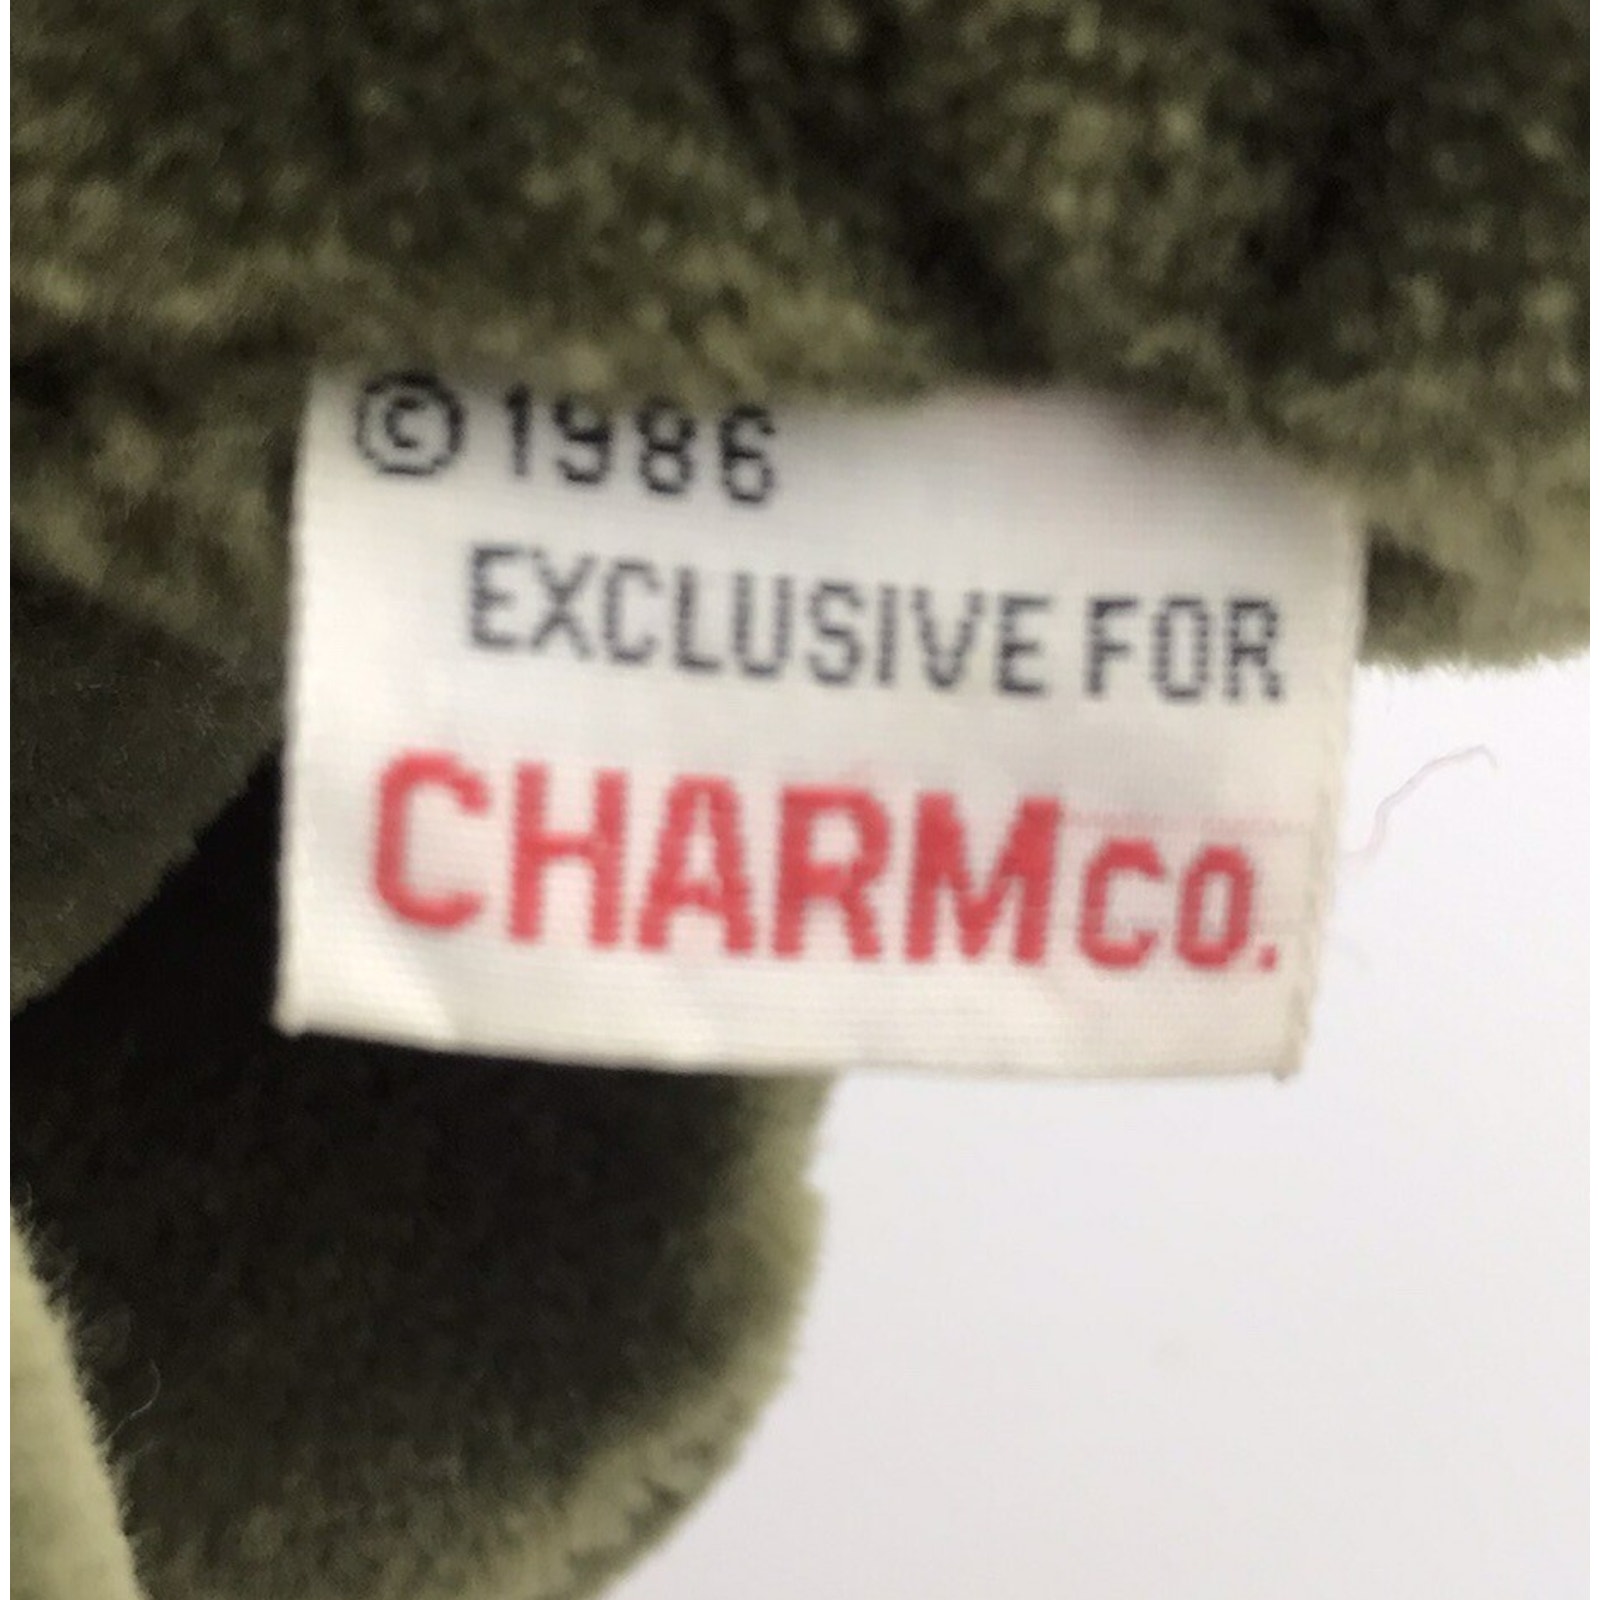 © 1986
EXCLUSIVE FOR
CHARM CO.